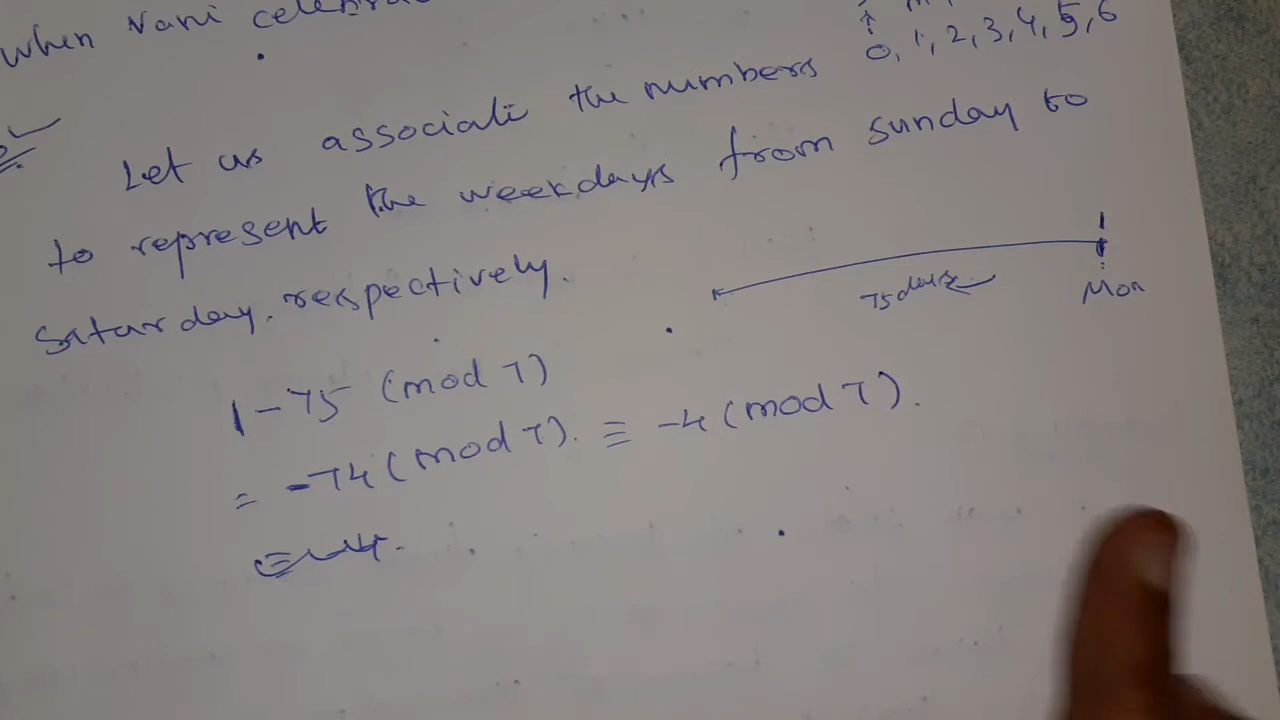 when Vani
0, 1, 2, 3, 4, 5, 6
Let us associate the numbers
to represent the weekdays from sunday to
saturday. respectively.
75 days
Mon
1 - 75 (mod 7)
= -74 (mod 7). ≡ -4 (mod 7).